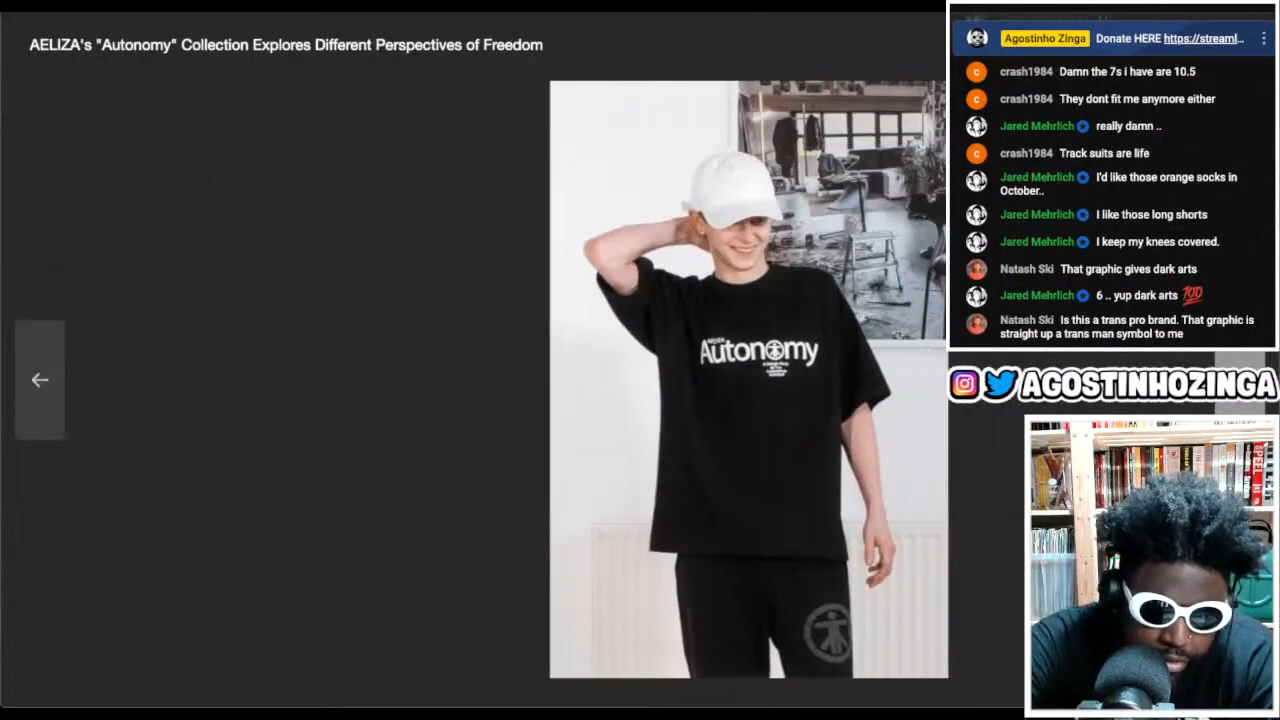 AELIZA's "Autonomy" Collection Explores Different Perspectives of Freedom
AELIZA
Autonomy
Agostinho Zinga Donate HERE https://streaml...
c crash1984 Damn the 7s i have are 10.5
c crash1984 They dont fit me anymore either
Jared Mehrlich really damn ..
c crash1984 Track suits are life
Jared Mehrlich I'd like those orange socks in
October..
Jared Mehrlich I like those long shorts
Jared Mehrlich I keep my knees covered.
Natash Ski That graphic gives dark arts
Jared Mehrlich 6 .. yup dark arts 💯
Natash Ski Is this a trans pro brand. That graphic is
straight up a trans man symbol to me
AGOSTINHOZINGA